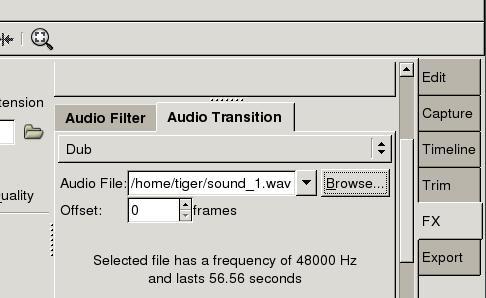 tension
uality
Audio Filter
Audio Transition
Dub
Audio File: /home/tiger/sound_1.wav Browse...
Offset: 0 frames
Selected file has a frequency of 48000 Hz
and lasts 56.56 seconds
Edit
Capture
Timeline
Trim
FX
Export